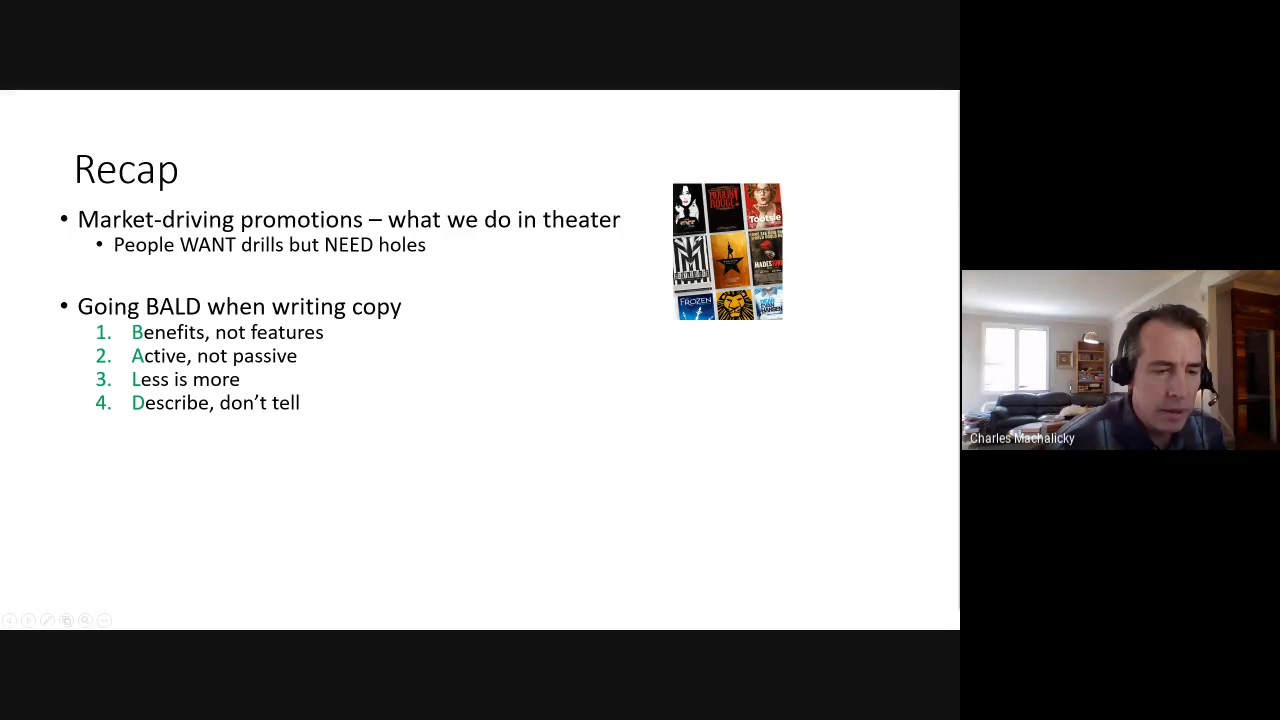 Recap
• Market-driving promotions – what we do in theater
• People WANT drills but NEED holes
• Going BALD when writing copy
1. Benefits, not features
2. Active, not passive
3. Less is more
4. Describe, don’t tell
Tootsie
FROZEN
Charles Machalicky